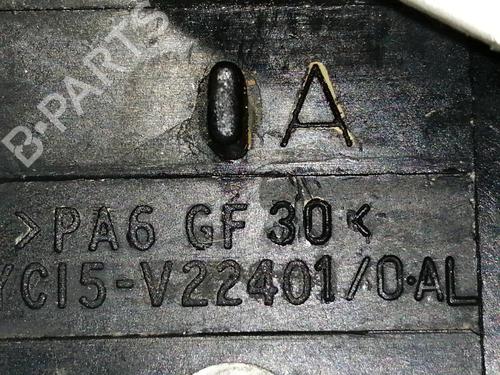 A
>PA6 GF 30<
YC15-V22401/0·AL
B-PARTS